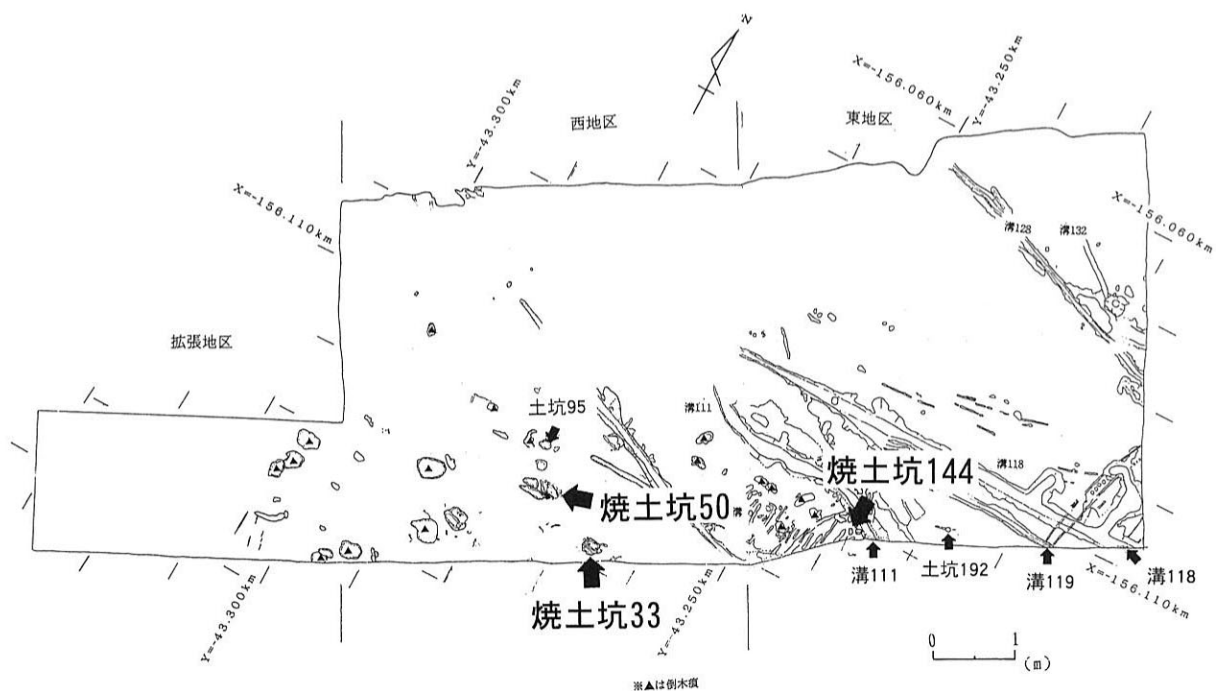 N
X=-156.060km
Y=-43.250km
Y=-43.300km
西地区
東地区
X=-156.110km
X=-156.060km
溝128
溝132
拡張地区
土坑95
溝111
焼土坑144
溝118
焼土坑50
溝
溝111
土坑192
溝119
溝118
X=-156.110km
焼土坑33
Y=-43.300km
Y=-43.250km
0 1
(m)
※▲は倒木痕